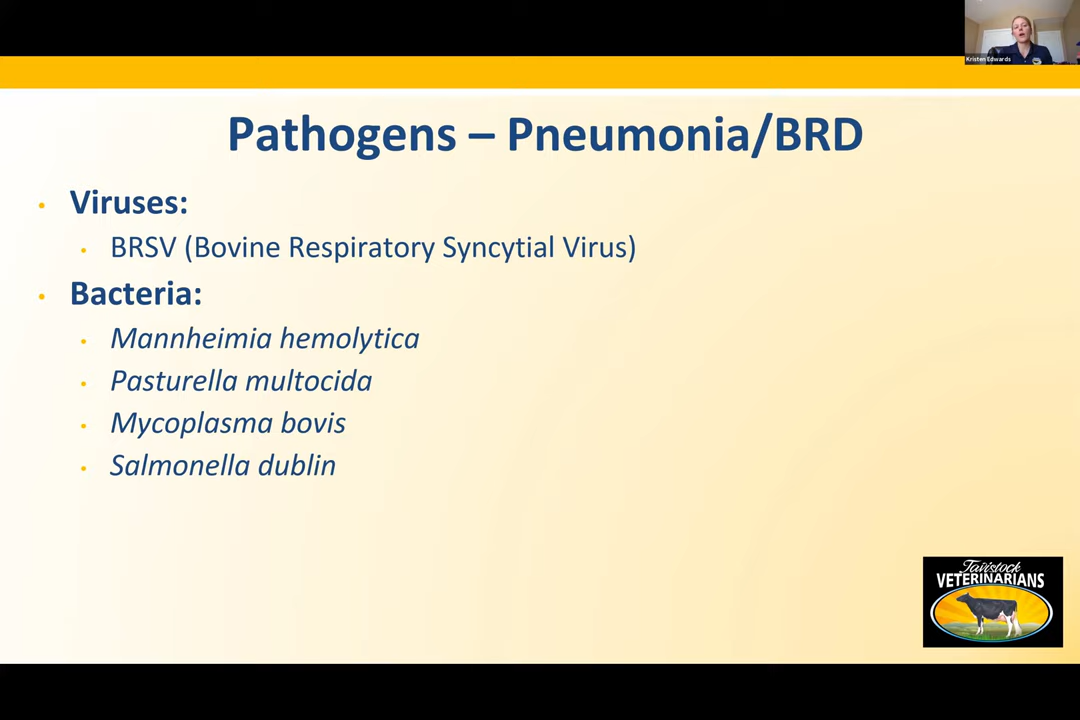 Kristen Edwards
Pathogens – Pneumonia/BRD
• Viruses:
• BRSV (Bovine Respiratory Syncytial Virus)
• Bacteria:
• Mannheimia hemolytica
• Pasturella multocida
• Mycoplasma bovis
• Salmonella dublin
Tavistock
VETERINARIANS